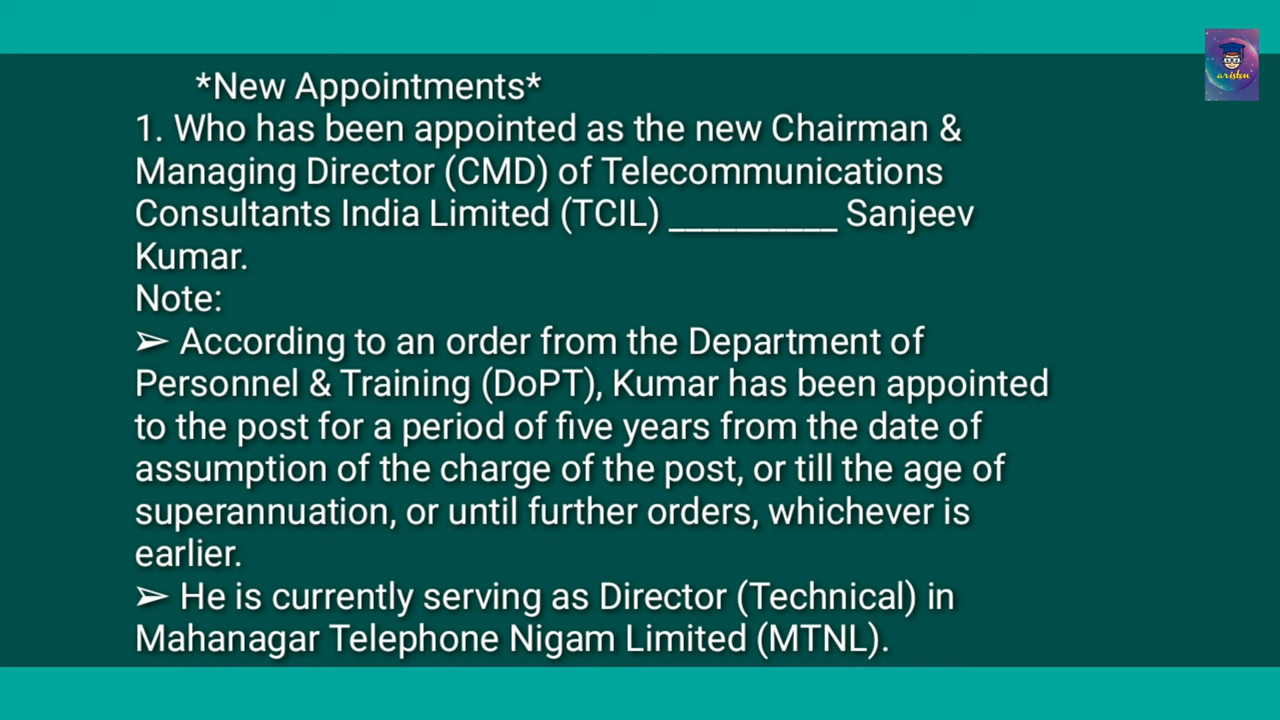 *New Appointments*
1. Who has been appointed as the new Chairman &
Managing Director (CMD) of Telecommunications
Consultants India Limited (TCIL) __________ Sanjeev
Kumar.
Note:
➢ According to an order from the Department of
Personnel & Training (DoPT), Kumar has been appointed
to the post for a period of five years from the date of
assumption of the charge of the post, or till the age of
superannuation, or until further orders, whichever is
earlier.
➢ He is currently serving as Director (Technical) in
Mahanagar Telephone Nigam Limited (MTNL).